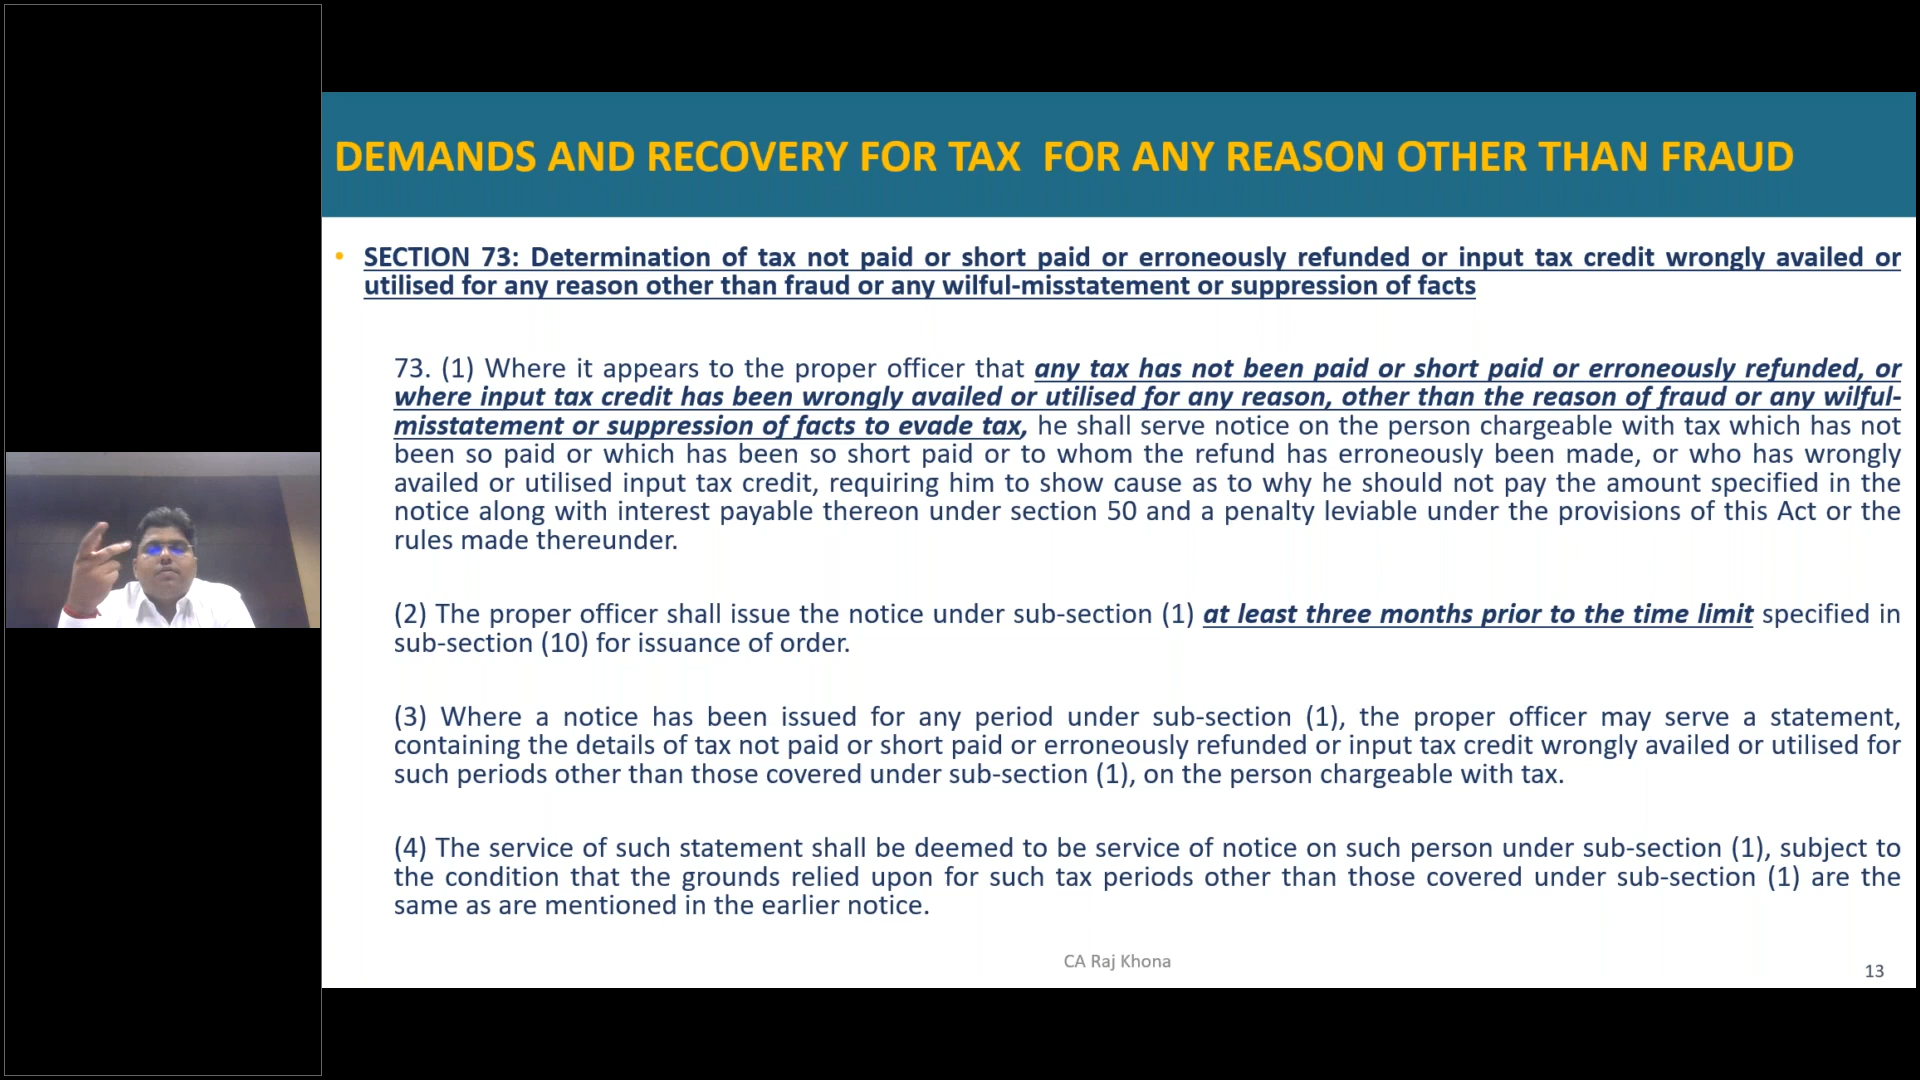 DEMANDS AND RECOVERY FOR TAX  FOR ANY REASON OTHER THAN FRAUD
• SECTION 73: Determination of tax not paid or short paid or erroneously refunded or input tax credit wrongly availed or
utilised for any reason other than fraud or any wilful-misstatement or suppression of facts
73. (1) Where it appears to the proper officer that any tax has not been paid or short paid or erroneously refunded, or
where input tax credit has been wrongly availed or utilised for any reason, other than the reason of fraud or any wilful-
misstatement or suppression of facts to evade tax, he shall serve notice on the person chargeable with tax which has not
been so paid or which has been so short paid or to whom the refund has erroneously been made, or who has wrongly
availed or utilised input tax credit, requiring him to show cause as to why he should not pay the amount specified in the
notice along with interest payable thereon under section 50 and a penalty leviable under the provisions of this Act or the
rules made thereunder.
(2) The proper officer shall issue the notice under sub-section (1) at least three months prior to the time limit specified in
sub-section (10) for issuance of order.
(3) Where a notice has been issued for any period under sub-section (1), the proper officer may serve a statement,
containing the details of tax not paid or short paid or erroneously refunded or input tax credit wrongly availed or utilised for
such periods other than those covered under sub-section (1), on the person chargeable with tax.
(4) The service of such statement shall be deemed to be service of notice on such person under sub-section (1), subject to
the condition that the grounds relied upon for such tax periods other than those covered under sub-section (1) are the
same as are mentioned in the earlier notice.
CA Raj Khona
13